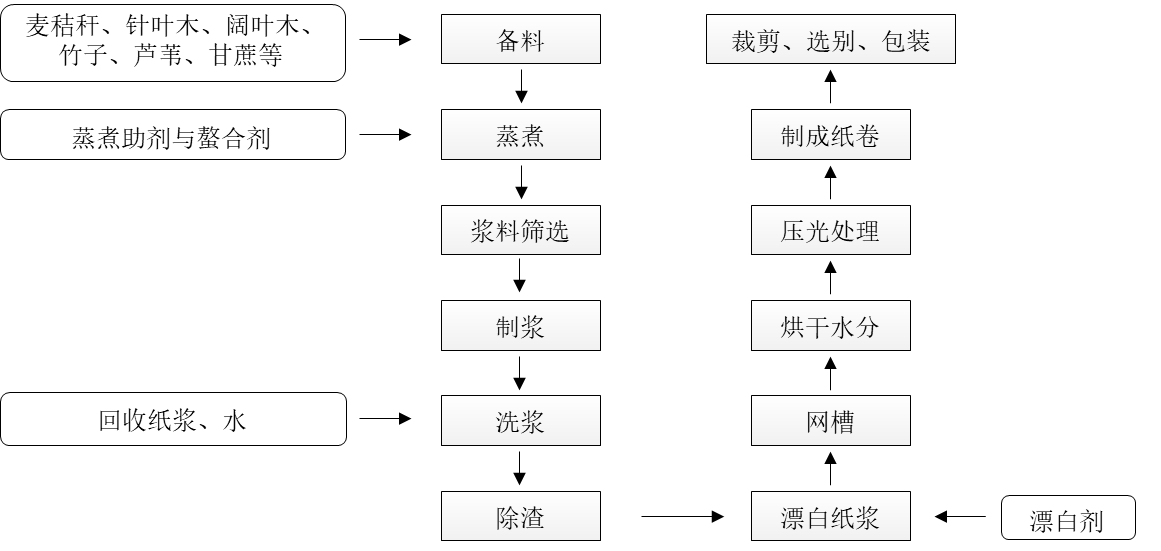 麦秸秆、针叶木、阔叶木、
竹子、芦苇、甘蔗等
备料
蒸煮助剂与螯合剂
蒸煮
浆料筛选
制浆
回收纸浆、水
洗浆
除渣
漂白纸浆
漂白剂
网槽
烘干水分
压光处理
制成纸卷
裁剪、选别、包装